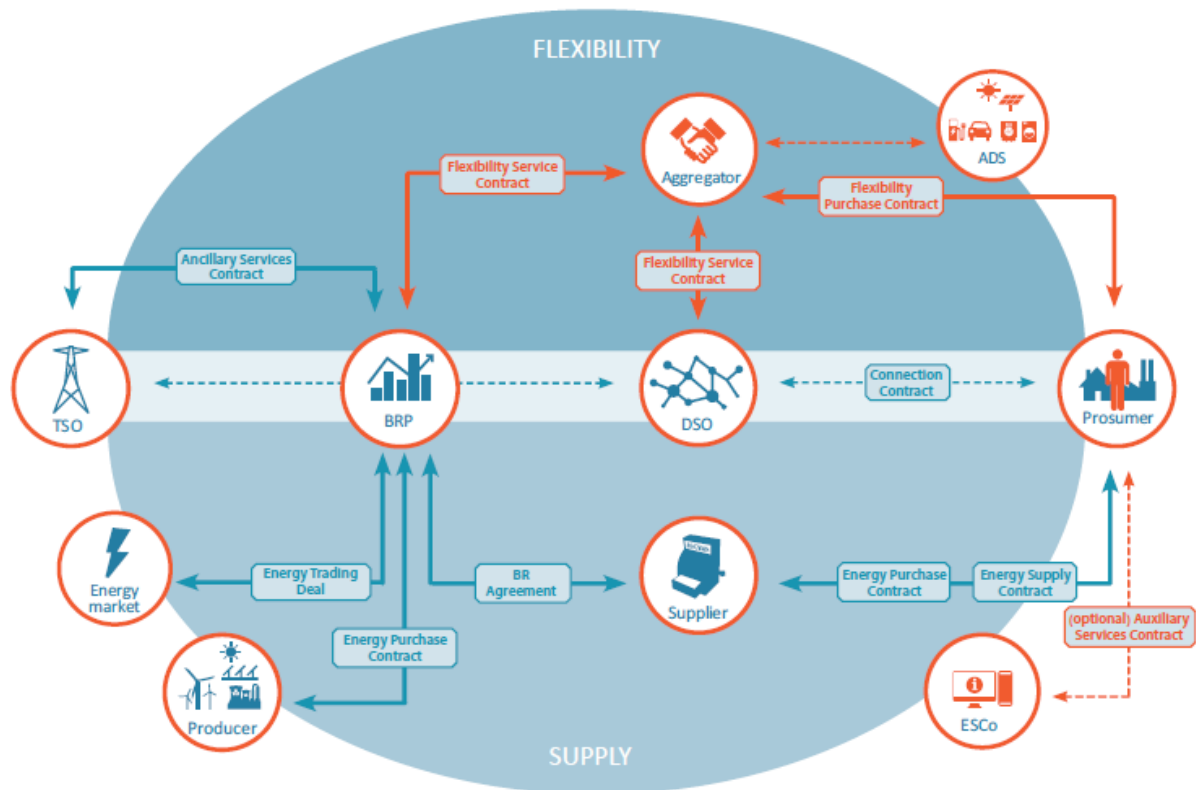 FLEXIBILITY
ADS
Aggregator
Flexibility Service
Contract
Flexibility
Purchase Contract
Ancillary Services
Contract
Flexibility Service
Contract
TSO
BRP
DSO
Connection
Contract
Prosumer
Energy
market
Energy Trading
Deal
BR
Agreement
Supplier
Energy Purchase
Contract
Energy Supply
Contract
(optional) Auxiliary
Services Contract
Energy Purchase
Contract
Producer
ESCo
SUPPLY